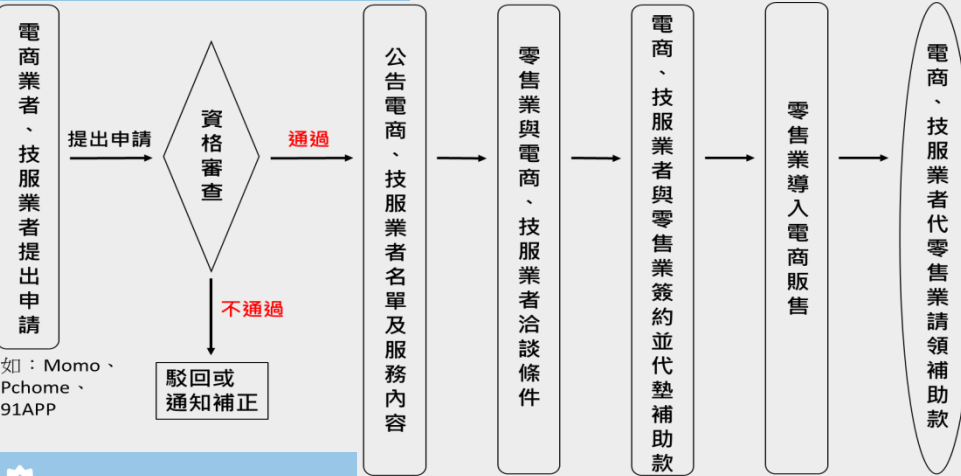 電商業者、技服業者提出申請
如：Momo、
Pchome、
91APP
提出申請
資格審查
通過
不通過
駁回或
通知補正
公告電商、技服業者名單及服務內容
零售業與電商、技服業者洽談條件
電商、技服業者與零售業簽約並代墊補助款
零售業導入電商販售
電商、技服業者代零售業請領補助款